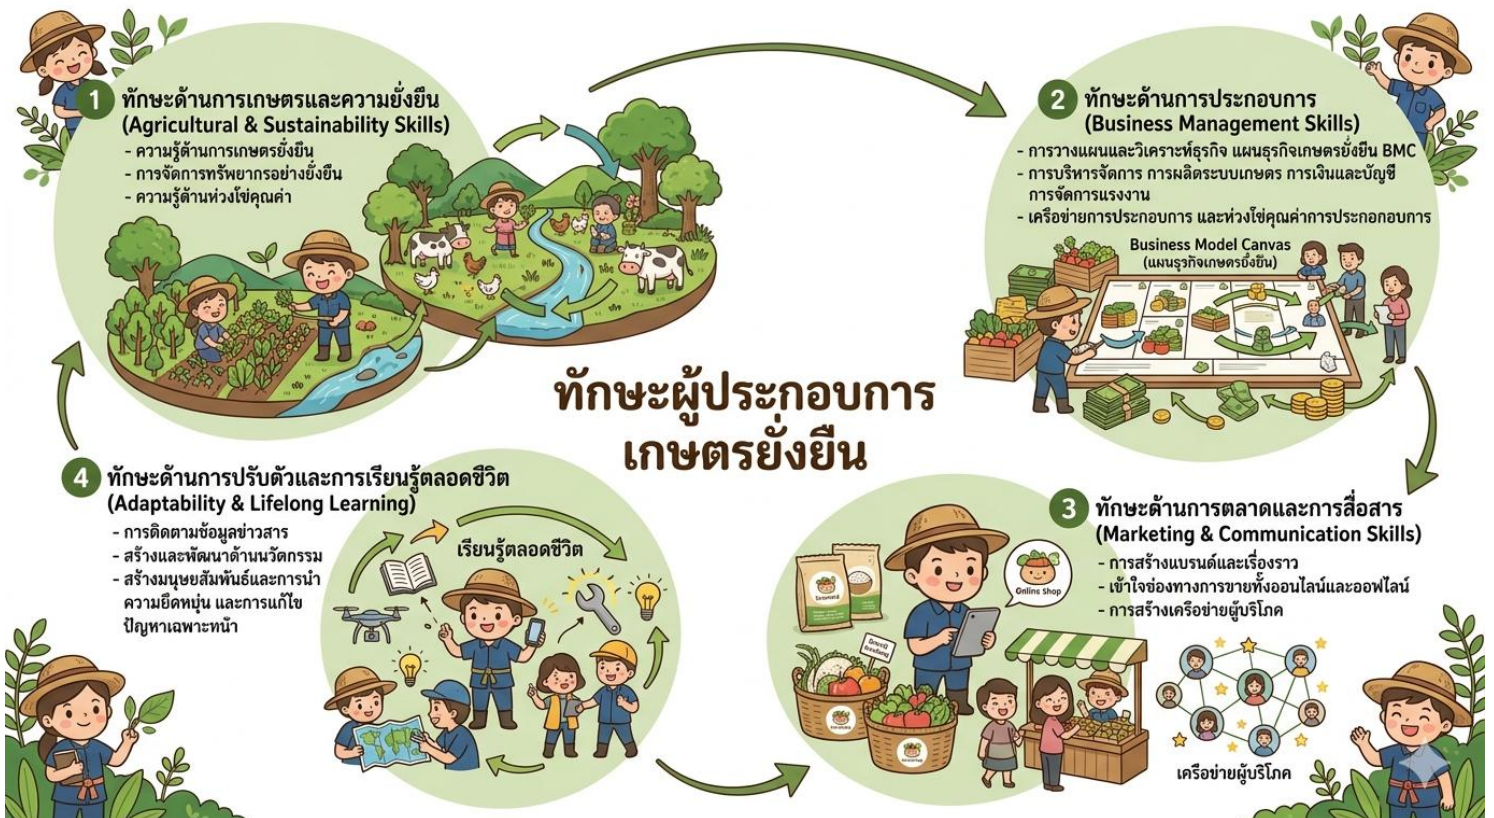 1 ทักษะด้านการเกษตรและความยั่งยืน
(Agricultural & Sustainability Skills)
- ความรู้ด้านการเกษตรยั่งยืน
- การจัดการทรัพยากรอย่างยั่งยืน
- ความรู้ด้านห่วงโซ่คุณค่า
2 ทักษะด้านการประกอบการ
(Business Management Skills)
- การวางแผนและวิเคราะห์ธุรกิจ แผนธุรกิจเกษตรยั่งยืน BMC
- การบริหารจัดการ การผลิตระบบเกษตร การเงินและบัญชี
การจัดการแรงงาน
- เครือข่ายการประกอบการ และห่วงโซ่คุณค่าการประกอกอบการ
Business Model Canvas
(แผนธุรกิจเกษตรยั่งยืน)
ทักษะผู้ประกอบการ
เกษตรยั่งยืน
4 ทักษะด้านการปรับตัวและการเรียนรู้ตลอดชีวิต
(Adaptability & Lifelong Learning)
- การติดตามข้อมูลข่าวสาร
- สร้างและพัฒนาด้านนวัตกรรม
- สร้างมนุษยสัมพันธ์และการนำ
ความยืดหยุ่น และการแก้ไข
ปัญหาเฉพาะหน้า
เรียนรู้ตลอดชีวิต
3 ทักษะด้านการตลาดและการสื่อสาร
(Marketing & Communication Skills)
- การสร้างแบรนด์และเรื่องราว
- เข้าใจช่องทางการขายทั้งออนไลน์และออฟไลน์
- การสร้างเครือข่ายผู้บริโภค
Online Shop
เครือข่ายผู้บริโภค